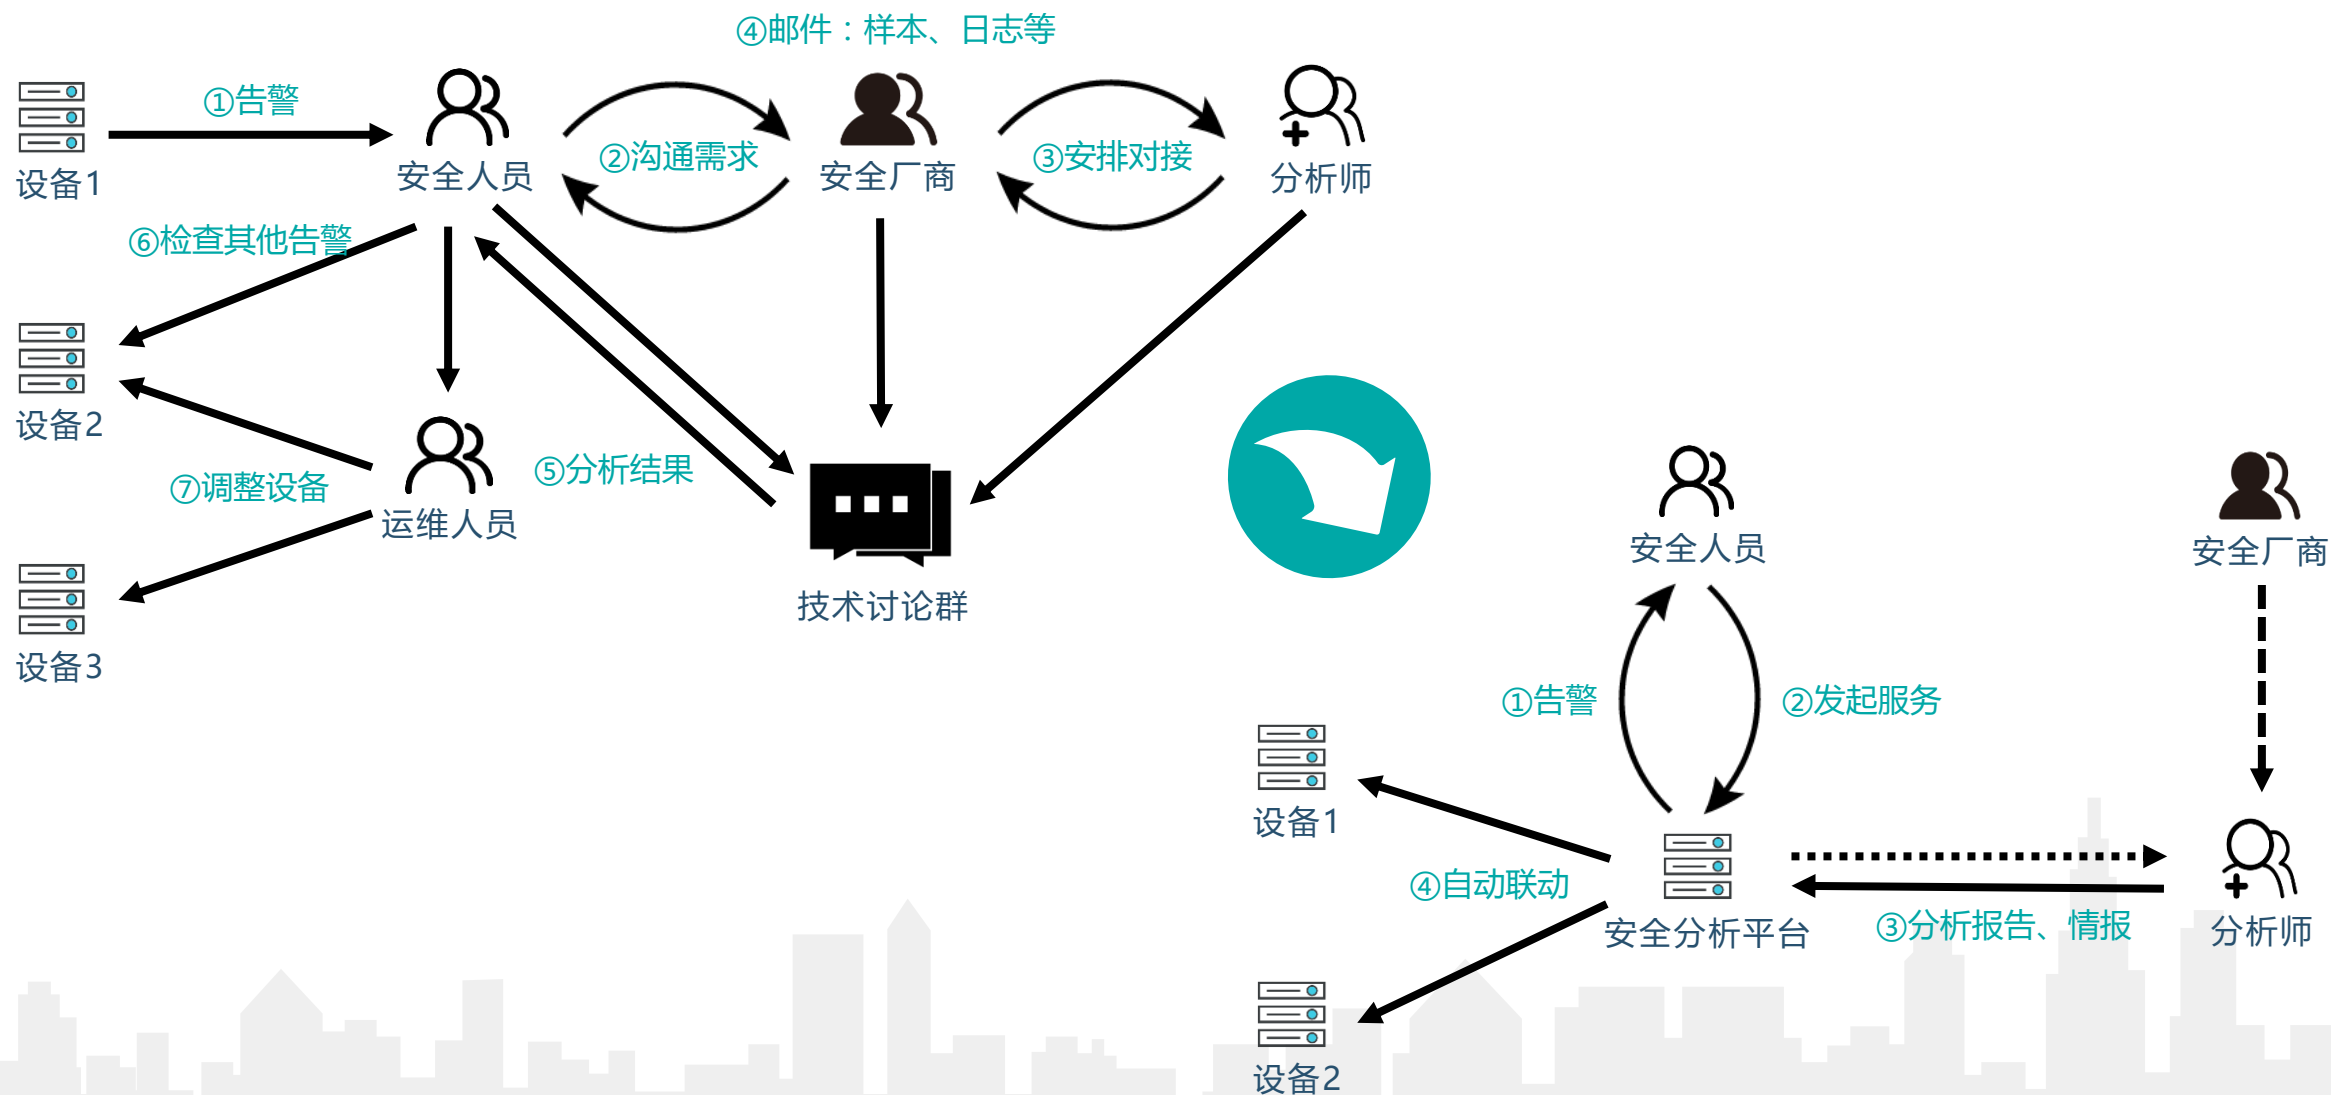 ④邮件：样本、日志等
①告警
②沟通需求
③安排对接
设备1
安全人员
安全厂商
分析师
⑥检查其他告警
设备2
⑦调整设备
运维人员
⑤分析结果
技术讨论群
设备3
安全人员
安全厂商
①告警
②发起服务
设备1
④自动联动
安全分析平台
③分析报告、情报
分析师
设备2